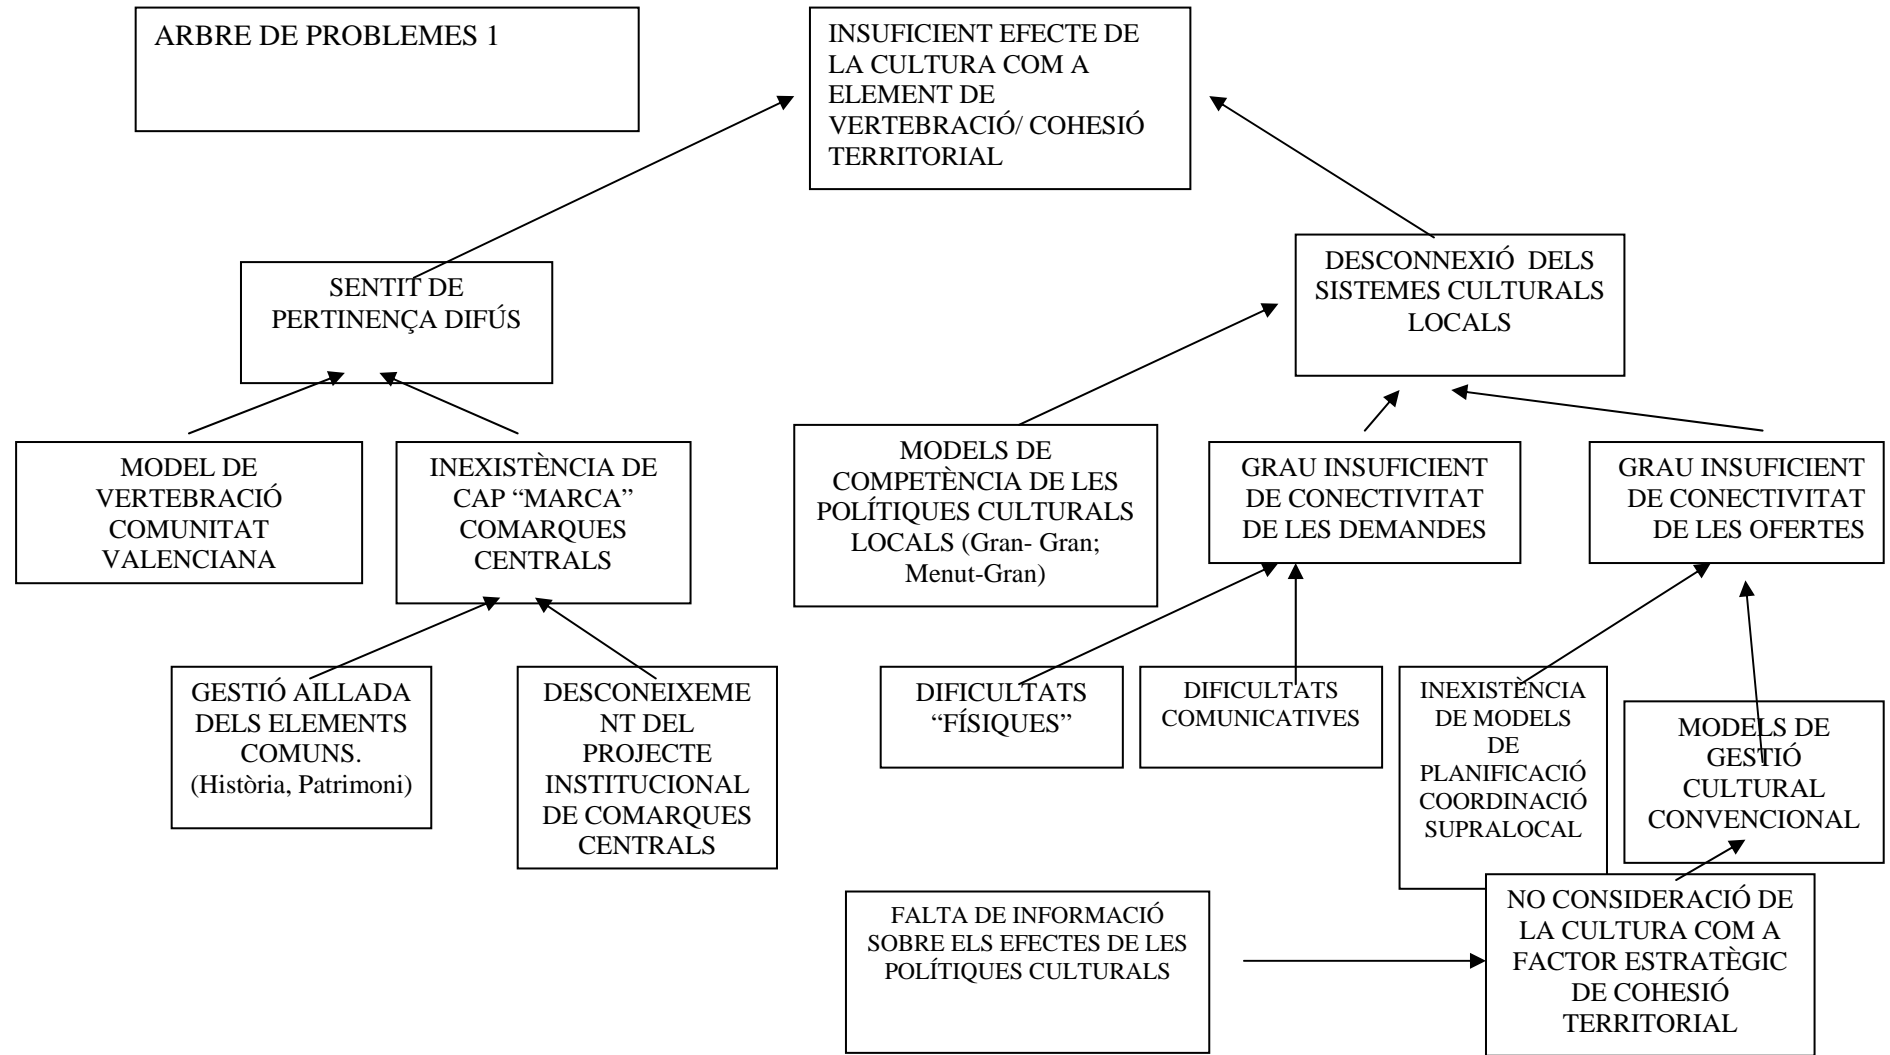 ARBRE DE PROBLEMES 1
INSUFICIENT EFECTE DE
LA CULTURA COM A
ELEMENT DE
VERTEBRACIÓ/ COHESIÓ
TERRITORIAL
SENTIT DE
PERTINENÇA DIFÚS
DESCONNEXIÓ DELS
SISTEMES CULTURALS
LOCALS
MODEL DE
VERTEBRACIÓ
COMUNITAT
VALENCIANA
INEXISTÈNCIA DE
CAP “MARCA”
COMARQUES
CENTRALS
MODELS DE
COMPETÈNCIA DE LES
POLÍTIQUES CULTURALS
LOCALS (Gran- Gran;
Menut-Gran)
GRAU INSUFICIENT
DE CONECTIVITAT
DE LES DEMANDES
GRAU INSUFICIENT
DE CONECTIVITAT
DE LES OFERTES
GESTIÓ AILLADA
DELS ELEMENTS
COMUNS.
(Història, Patrimoni)
DESCONEIXEME
NT DEL
PROJECTE
INSTITUCIONAL
DE COMARQUES
CENTRALS
DIFICULTATS
“FÍSIQUES”
DIFICULTATS
COMUNICATIVES
INEXISTÈNCIA
DE MODELS
DE
PLANIFICACIÓ
COORDINACIÓ
SUPRALOCAL
MODELS DE
GESTIÓ
CULTURAL
CONVENCIONAL
FALTA DE INFORMACIÓ
SOBRE ELS EFECTES DE LES
POLÍTIQUES CULTURALS
NO CONSIDERACIÓ DE
LA CULTURA COM A
FACTOR ESTRATÈGIC
DE COHESIÓ
TERRITORIAL